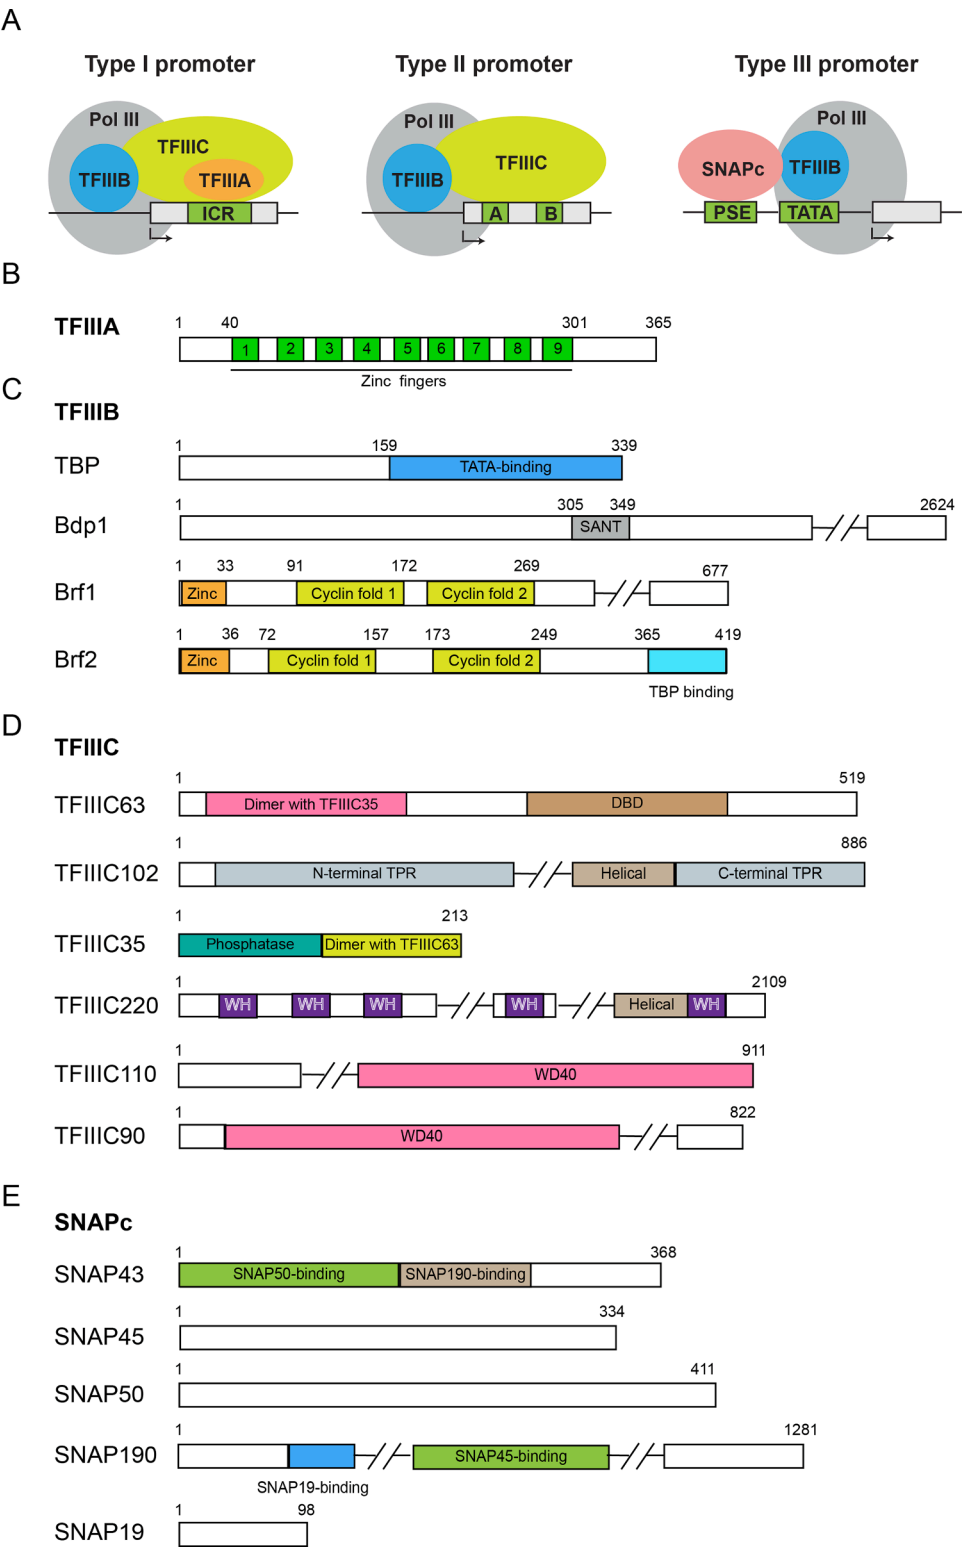 A
Type I promoter
Type II promoter
Type III promoter
Pol III
TFIIIC
TFIIIB
TFIIIA
ICR
Pol III
TFIIIB
TFIIIC
A
B
Pol III
SNAPc
TFIIIB
PSE
TATA
B
TFIIIA
1 40 301 365
1 2 3 4 5 6 7 8 9
Zinc fingers
C
TFIIIB
1 159 339
TBP
TATA-binding
1 305 349 2624
Bdp1
SANT
1 33 91 172 269 677
Brf1
Zinc
Cyclin fold 1
Cyclin fold 2
1 36 72 157 173 249 365 419
Brf2
Zinc
Cyclin fold 1
Cyclin fold 2
TBP binding
D
TFIIIC
1 519
TFIIIC63
Dimer with TFIIIC35
DBD
1 886
TFIIIC102
N-terminal TPR
Helical
C-terminal TPR
1 213
TFIIIC35
Phosphatase
Dimer with TFIIIC63
1 2109
TFIIIC220
WH
WH
WH
WH
Helical
WH
1 911
TFIIIC110
WD40
1 822
TFIIIC90
WD40
E
SNAPc
1 368
SNAP43
SNAP50-binding
SNAP190-binding
1 334
SNAP45
1 411
SNAP50
1 1281
SNAP190
SNAP45-binding
SNAP19-binding
1 98
SNAP19